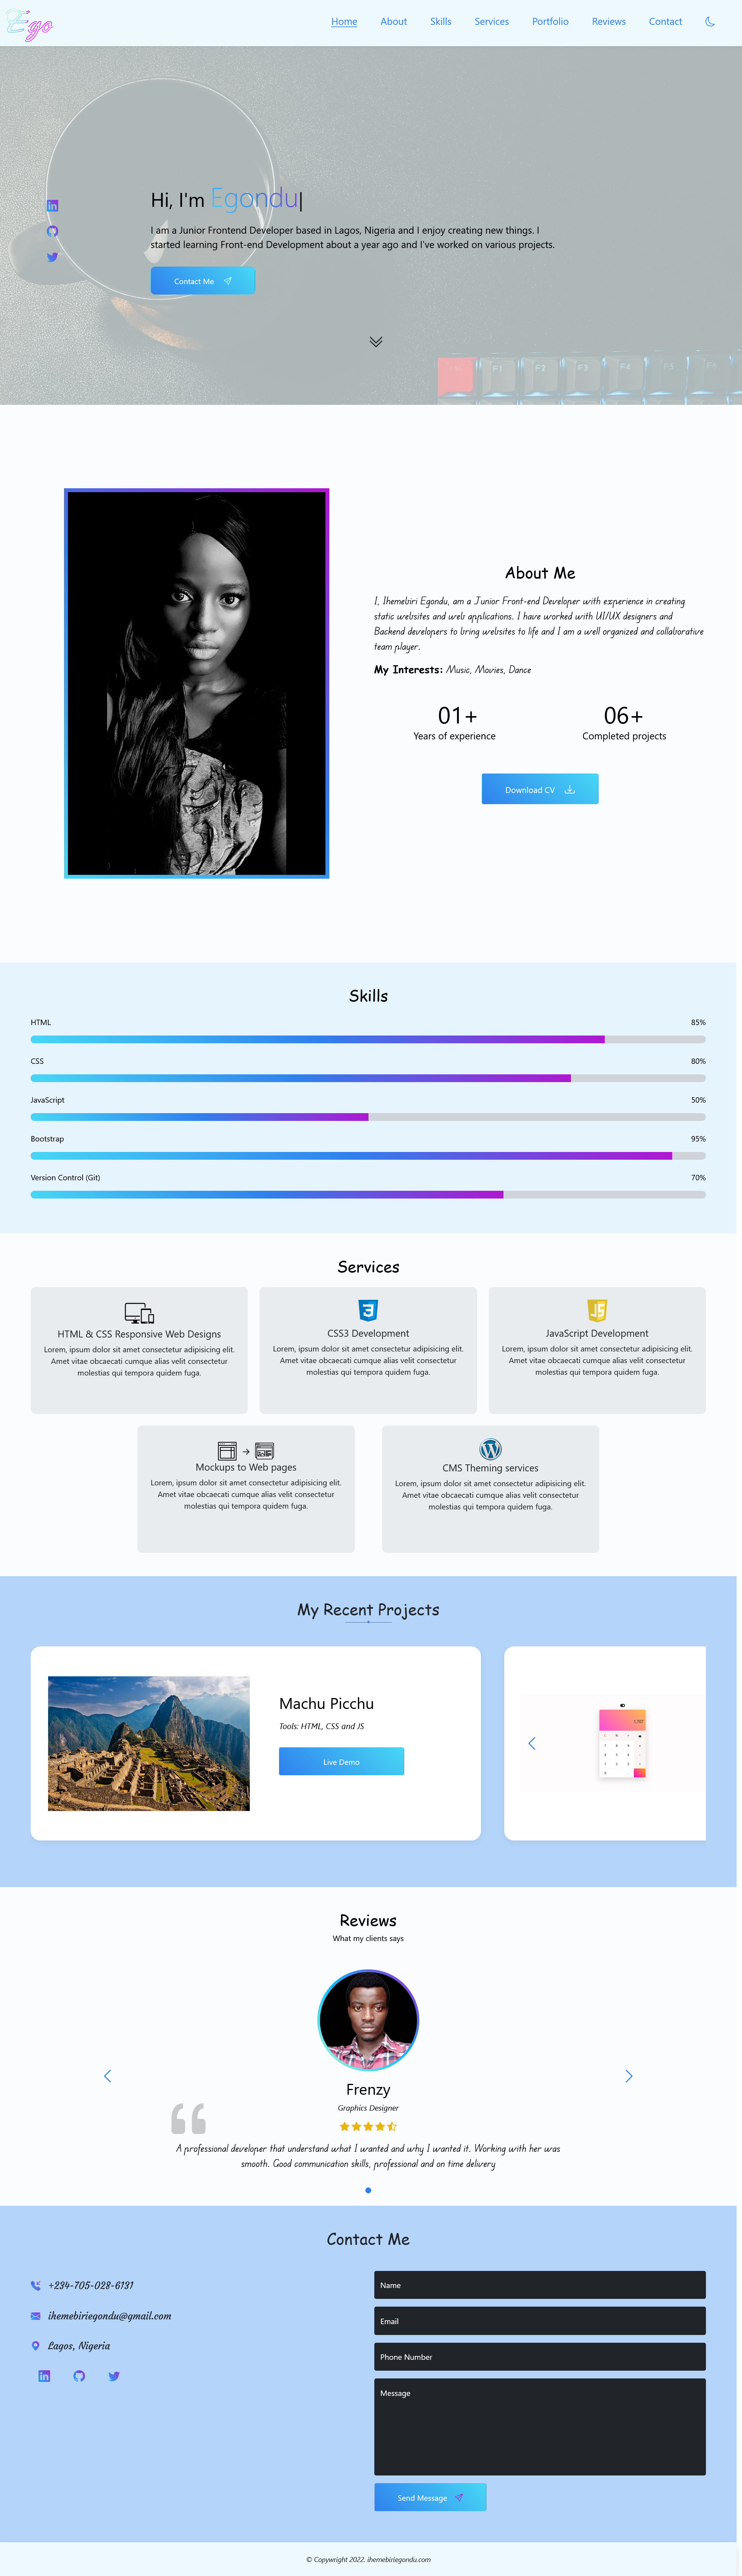 Ego
Home About Skills Services Portfolio Reviews Contact
Hi, I'm Egondu|
I am a Junior Frontend Developer based in Lagos, Nigeria and I enjoy creating new things. I
started learning Front-end Development about a year ago and I've worked on various projects.
Contact Me
F1 F2 F3 F4 F5
About Me
I, Ihemebiri Egondu, am a Junior Front-end Developer with experience in creating
static websites and web applications. I have worked with UI/UX designers and
Backend developers to bring websites to life and I am a well organized and collaborative
team player.
My Interests: Music, Movies, Dance
01+ 06+
Years of experience Completed projects
Download CV
Skills
HTML 85%
CSS 80%
JavaScript 50%
Bootstrap 95%
Version Control (Git) 70%
Services
HTML & CSS Responsive Web Designs
Lorem, ipsum dolor sit amet consectetur adipisicing elit.
Amet vitae obcaecati cumque alias velit consectetur
molestias qui tempora quidem fuga.
CSS3 Development
Lorem, ipsum dolor sit amet consectetur adipisicing elit.
Amet vitae obcaecati cumque alias velit consectetur
molestias qui tempora quidem fuga.
JS
JavaScript Development
Lorem, ipsum dolor sit amet consectetur adipisicing elit.
Amet vitae obcaecati cumque alias velit consectetur
molestias qui tempora quidem fuga.
Mockups to Web pages
Lorem, ipsum dolor sit amet consectetur adipisicing elit.
Amet vitae obcaecati cumque alias velit consectetur
molestias qui tempora quidem fuga.
CMS Theming services
Lorem, ipsum dolor sit amet consectetur adipisicing elit.
Amet vitae obcaecati cumque alias velit consectetur
molestias qui tempora quidem fuga.
My Recent Projects
Machu Picchu
Tools: HTML, CSS and JS
Live Demo
Reviews
What my clients says
Frenzy
Graphics Designer
A professional developer that understand what I wanted and why I wanted it. Working with her was
smooth. Good communication skills, professional and on time delivery
Contact Me
+234-705-028-6131
ihemebiriegondu@gmail.com
Lagos, Nigeria
Name
Email
Phone Number
Message
Send Message
© Copyright 2022. ihemebiriegondu.com